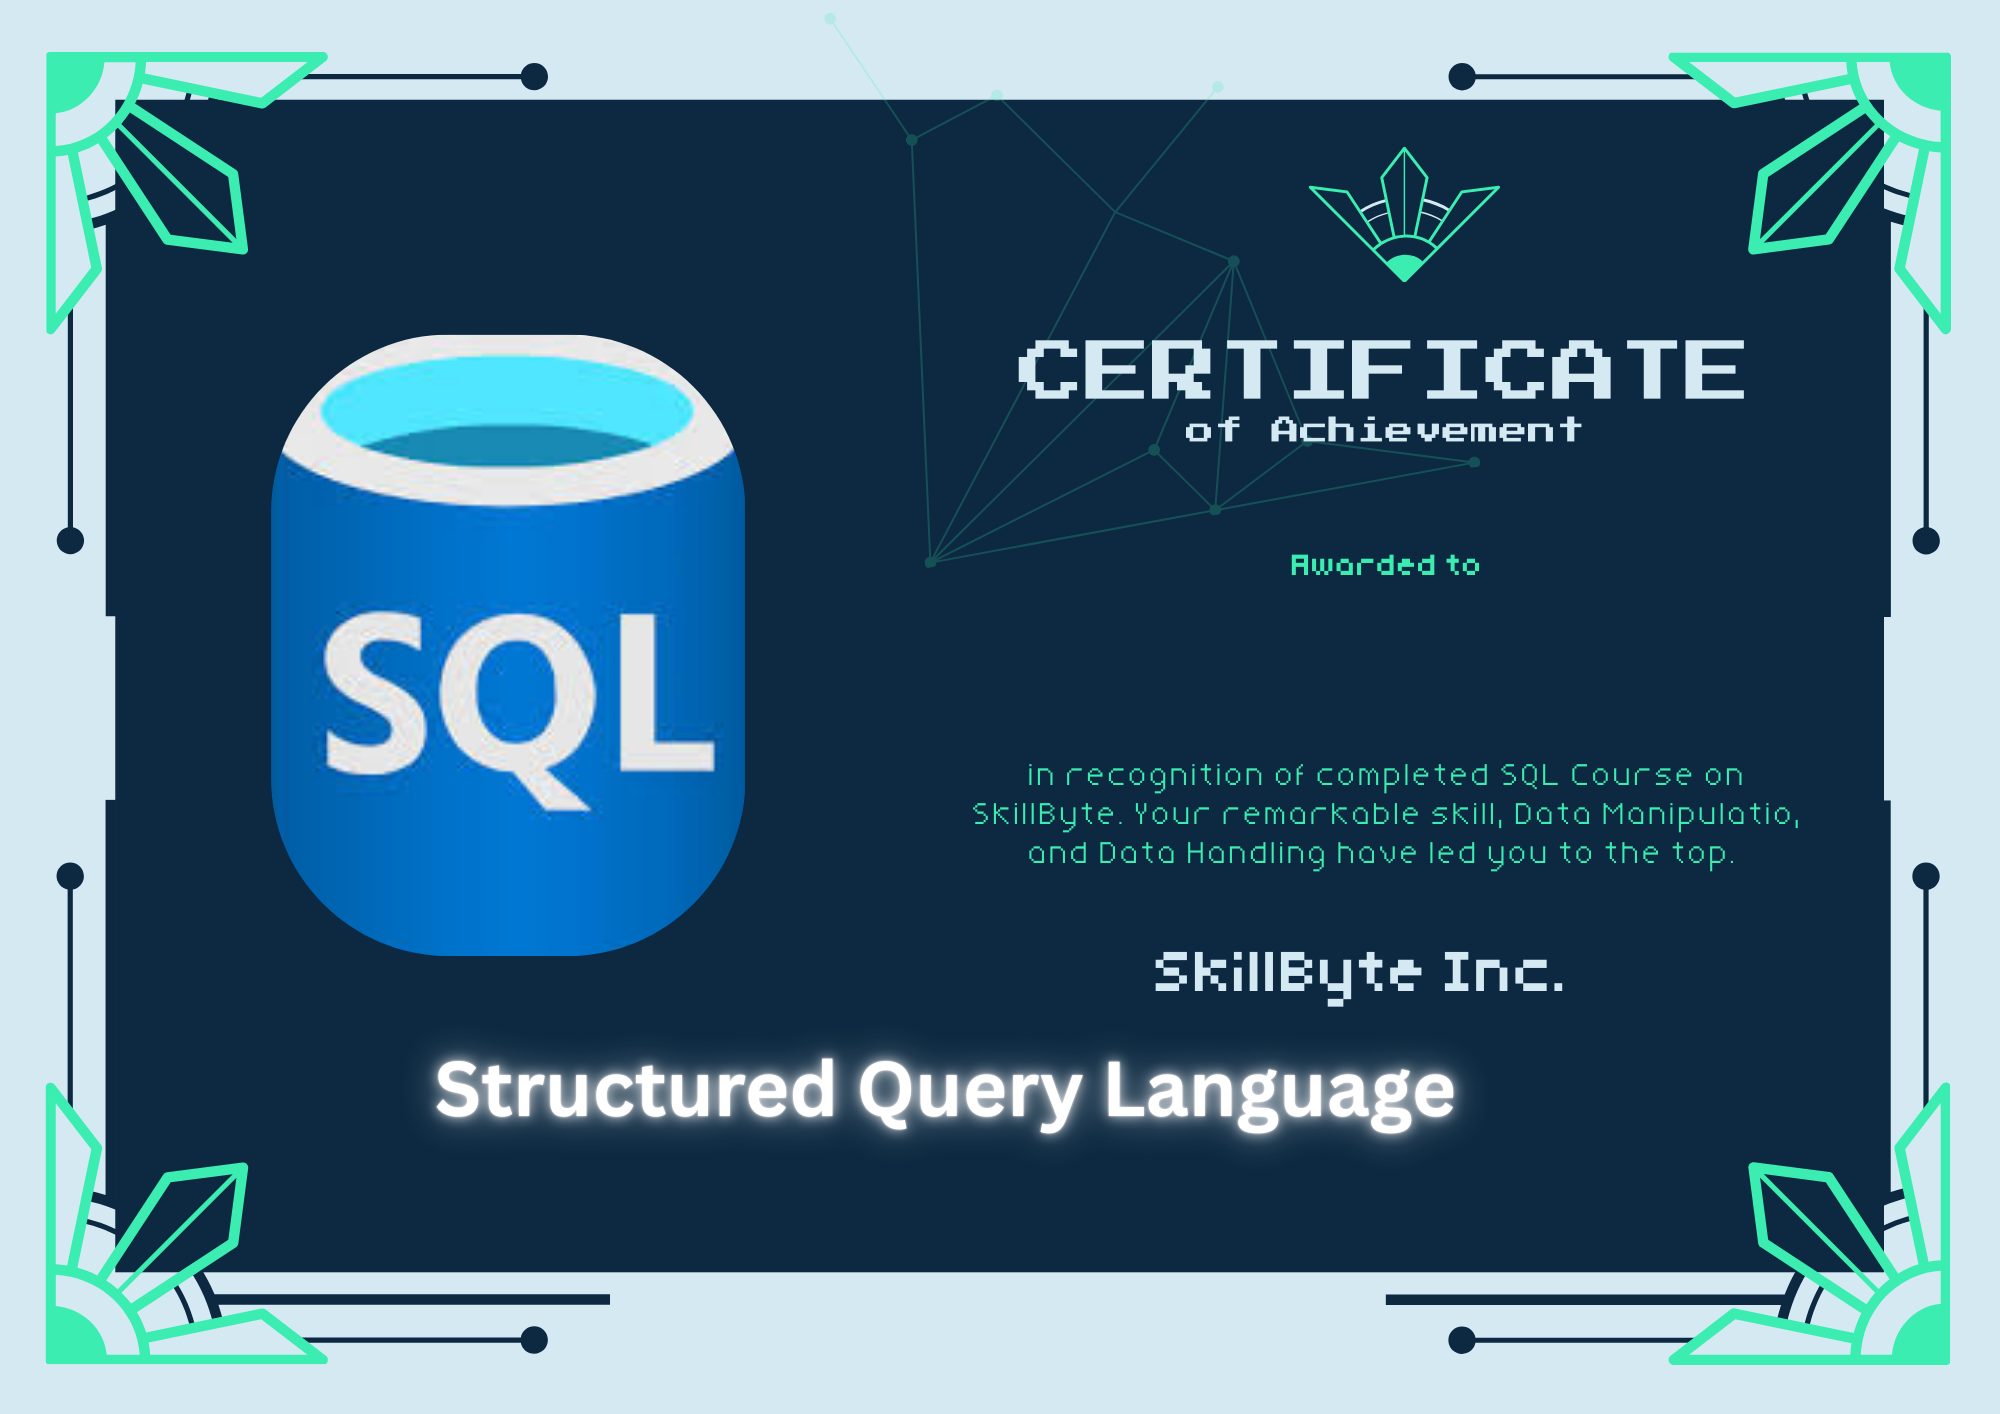 CERTIFICATE
of Achievement
Awarded to
SQL
in recognition of completed SQL Course on
SkillByte. Your remarkable skill, Data Manipulatio,
and Data Handling have led you to the top.
SkillByte Inc.
Structured Query Language